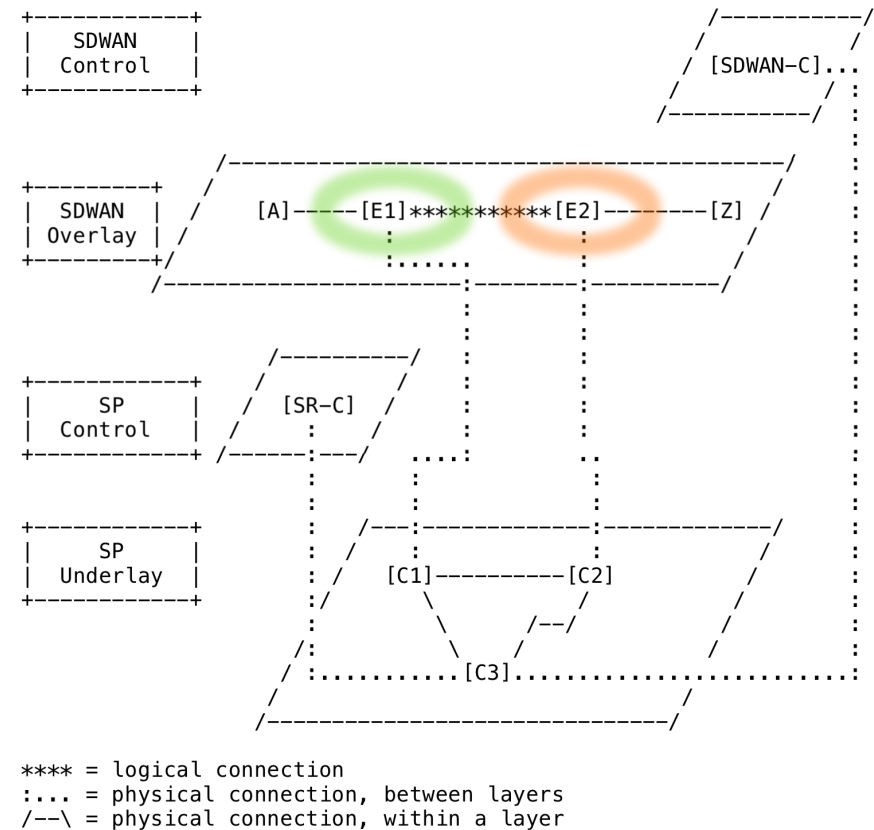 SDWAN
Control
[SDWAN-C]
SDWAN
Overlay
[A]-----[E1]***********[E2]--------[Z]
SP
Control
[SR-C]
SP
Underlay
[C1]----------[C2]
[C3]
**** = logical connection
:... = physical connection, between layers
/--\ = physical connection, within a layer